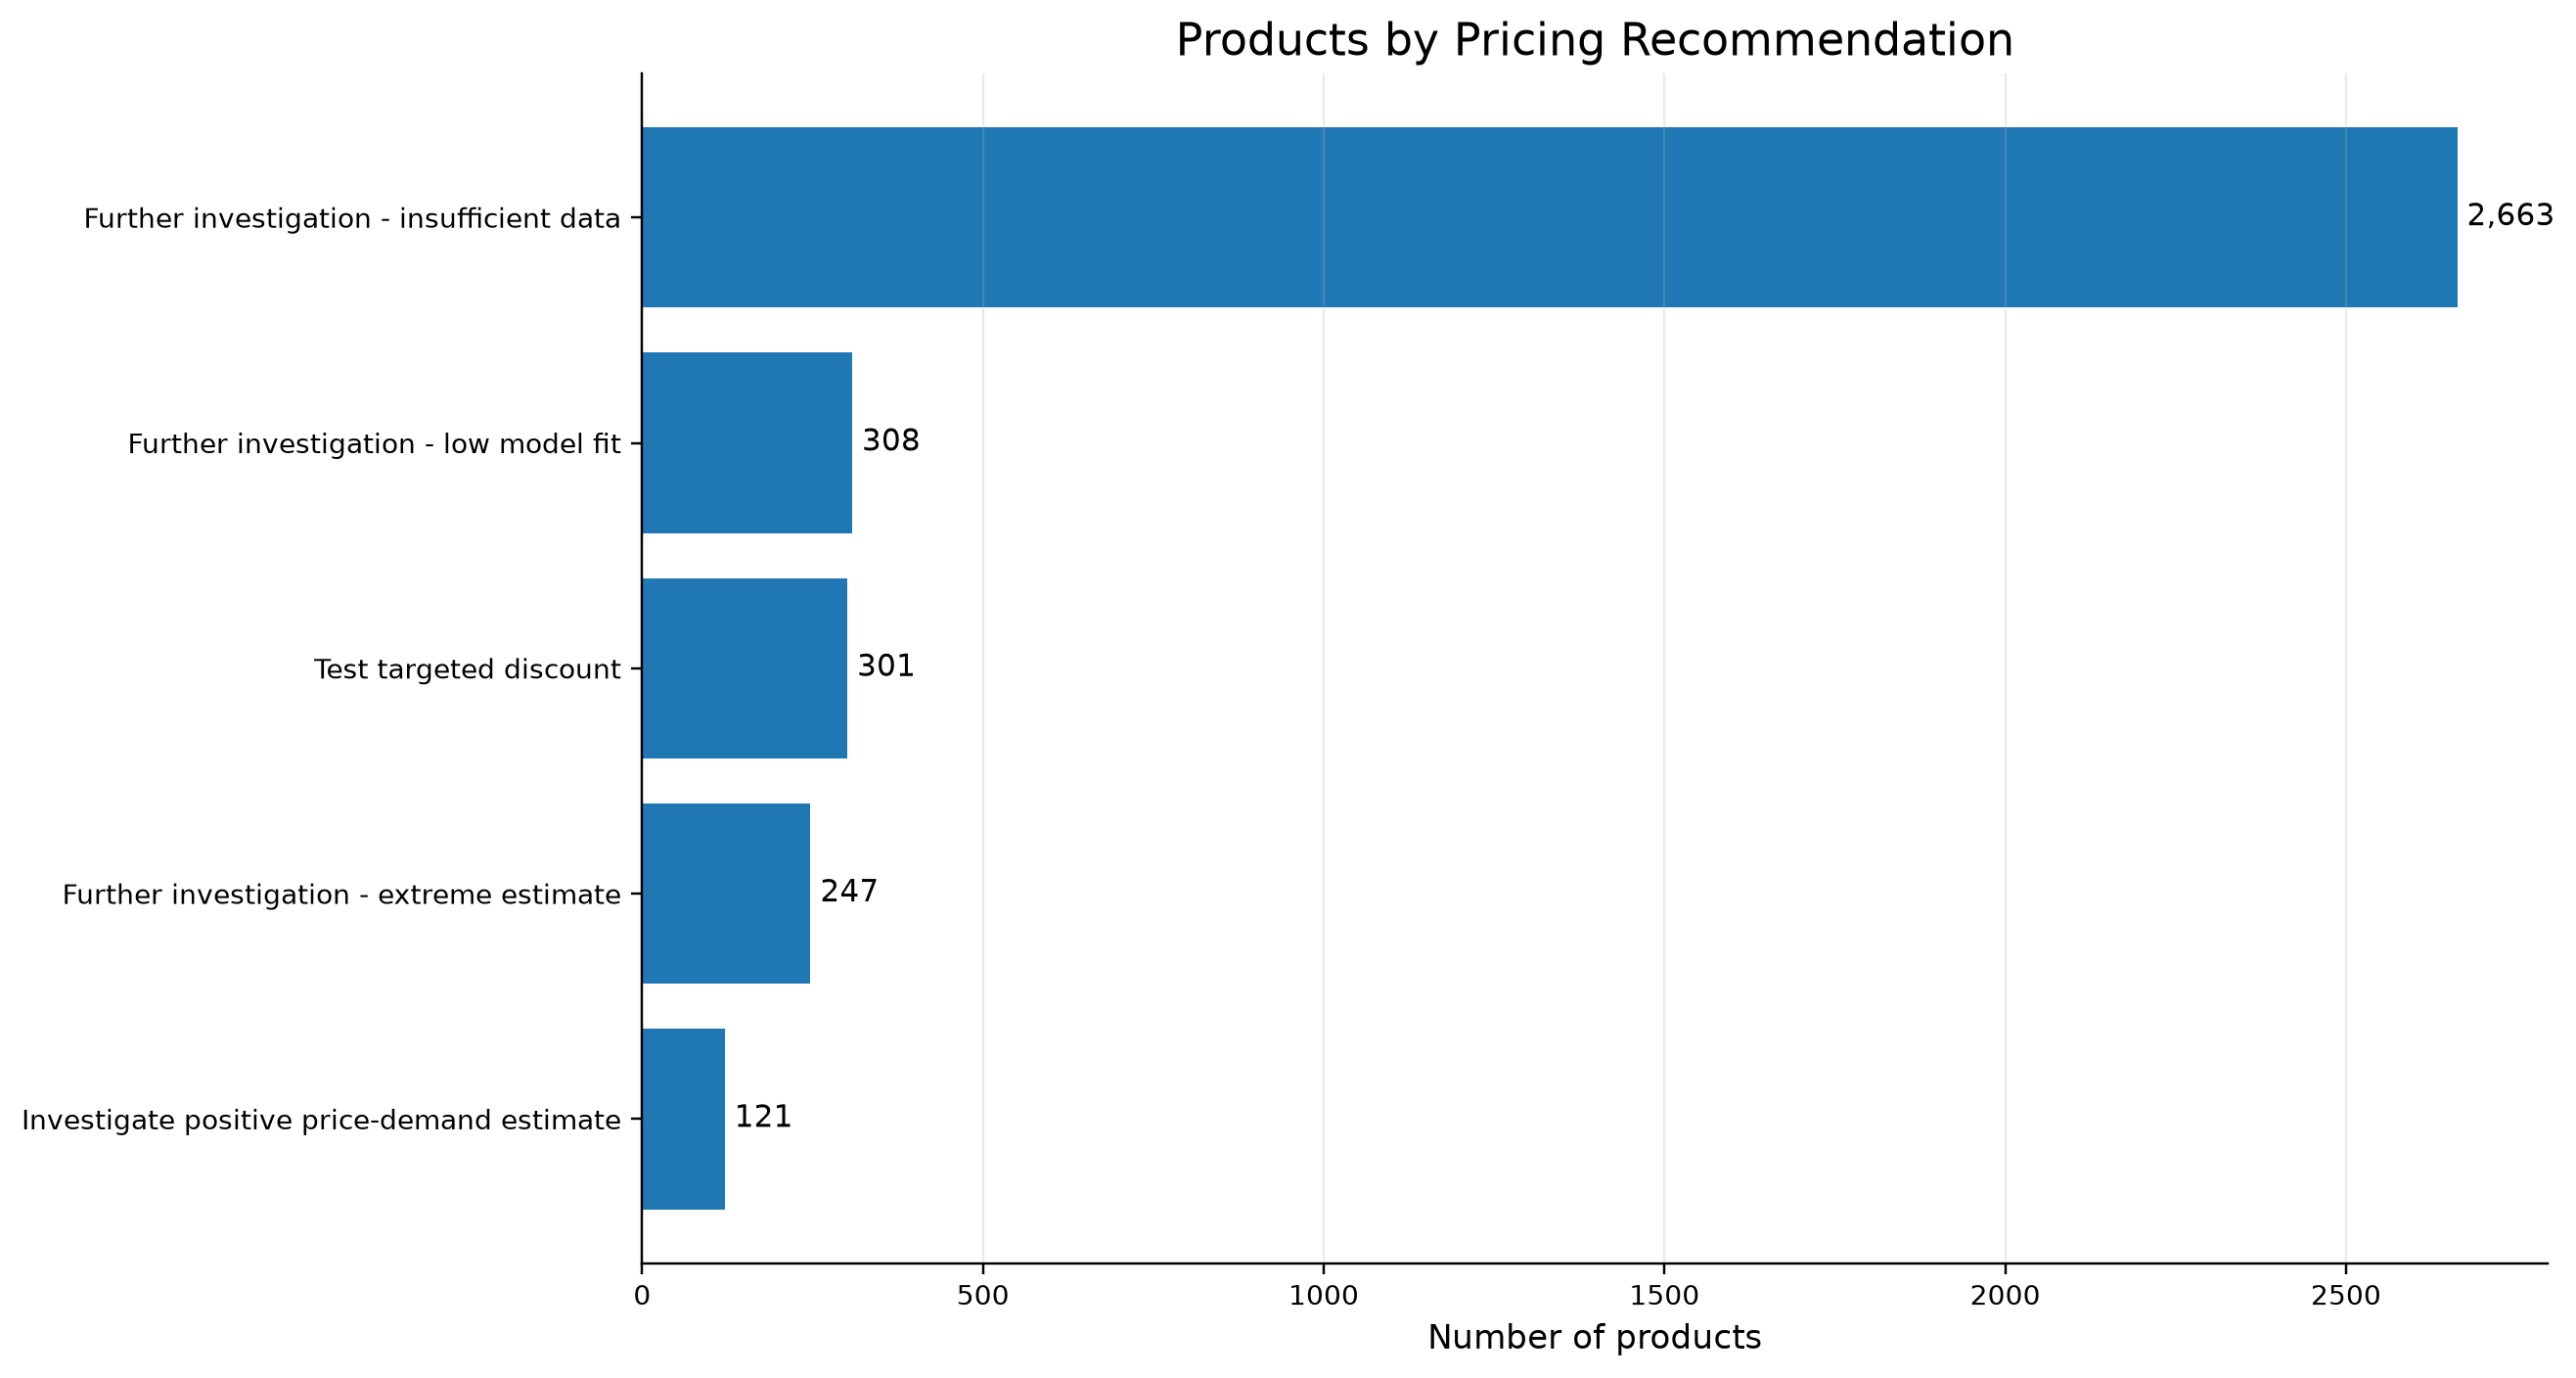 Products by Pricing Recommendation
Further investigation - insufficient data
2,663
Further investigation - low model fit
308
Test targeted discount
301
Further investigation - extreme estimate
247
Investigate positive price-demand estimate
121
0
500
1000
1500
2000
2500
Number of products